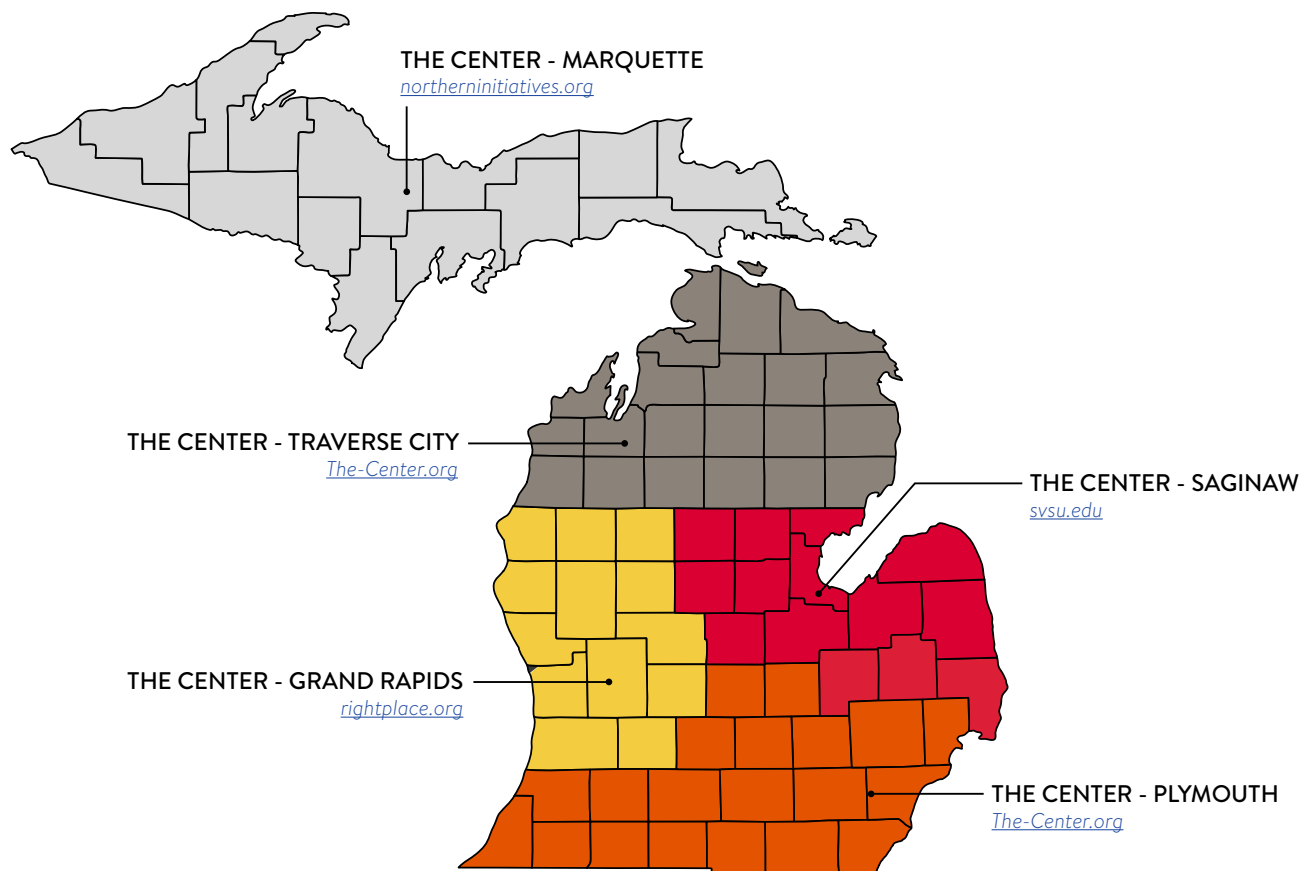 THE CENTER - MARQUETTE
northerninitiatives.org
THE CENTER - TRAVERSE CITY
The-Center.org
THE CENTER - SAGINAW
svsu.edu
THE CENTER - GRAND RAPIDS
rightplace.org
THE CENTER - PLYMOUTH
The-Center.org